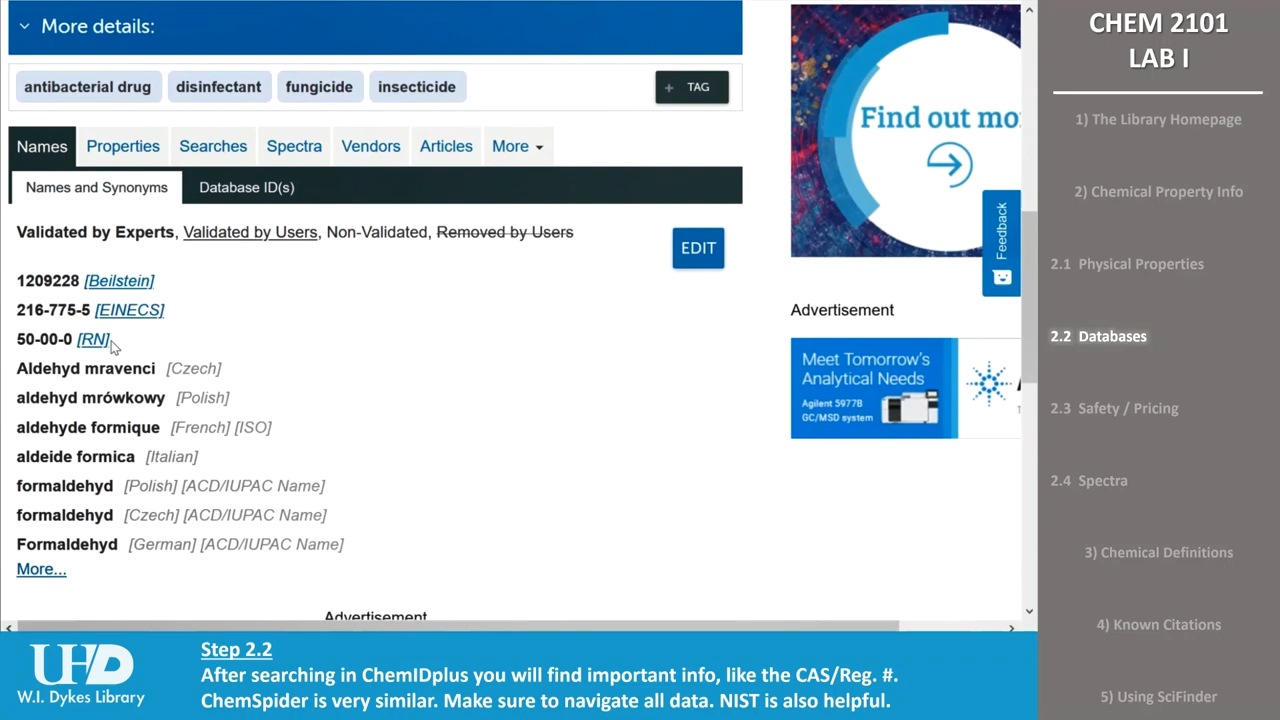 More details:
antibacterial drug disinfectant fungicide insecticide + TAG
Names Properties Searches Spectra Vendors Articles More
Names and Synonyms Database ID(s)
Validated by Experts, Validated by Users, Non-Validated, Removed by Users
EDIT
1209228 [Beilstein]
216-775-5 [EINECS]
50-00-0 [RN]
Aldehyd mravenci [Czech]
aldehyd mrówkowy [Polish]
aldehyde formique [French] [ISO]
aldeide formica [Italian]
formaldehyd [Polish] [ACD/IUPAC Name]
formaldehyd [Czech] [ACD/IUPAC Name]
Formaldehyd [German] [ACD/IUPAC Name]
More...
Advertisement
Find out mo
Feedback
Advertisement
Meet Tomorrow's
Analytical Needs
Agilent 5977B
GC/MSD system
CHEM 2101
LAB I
1) The Library Homepage
2) Chemical Property Info
2.1 Physical Properties
2.2 Databases
2.3 Safety / Pricing
2.4 Spectra
3) Chemical Definitions
4) Known Citations
5) Using SciFinder
UHD
W.I. Dykes Library
Step 2.2
After searching in ChemIDplus you will find important info, like the CAS/Reg. #.
ChemSpider is very similar. Make sure to navigate all data. NIST is also helpful.